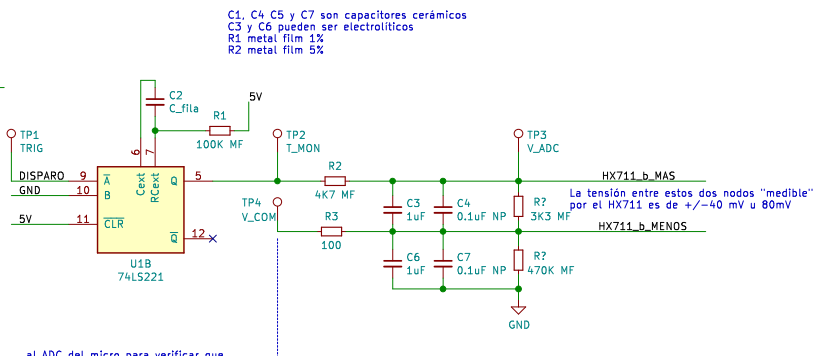 C1, C4 C5 y C7 son capacitores cerámicos
C3 y C6 pueden ser electrolíticos
R1 metal film 1%
R2 metal film 5%
C2
C_fila
5V
R1
100K MF
TP1
TRIG
TP2
T_MON
TP3
V_ADC
6
7
DISPARO
9
A
Cext
RCext
Q
5
R2
4K7 MF
HX711_b_MAS
GND
10
B
La tensión entre estos dos nodos "medible"
por el HX711 es de +/-40 mV u 80mV
TP4
V_COM
C3
1uF
C4
0.1uF NP
R?
3K3 MF
5V
11
CLR
R3
100
HX711_b_MENOS
12
Q
U1B
74LS221
C6
1uF
C7
0.1uF NP
R?
470K MF
GND
al ADC del micro para verificar que